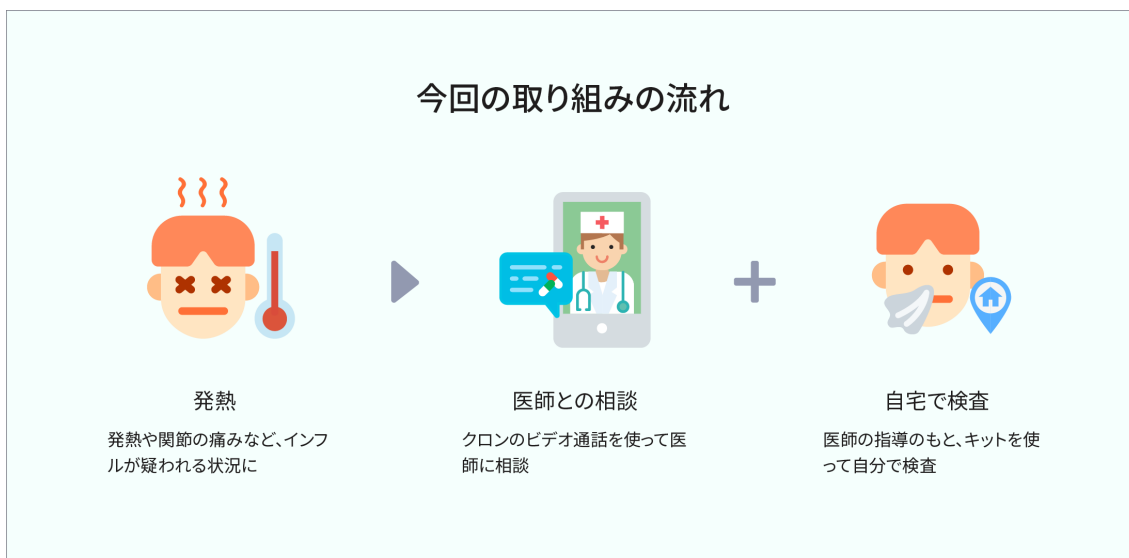 今回の取り組みの流れ
発熱
発熱や関節の痛みなど、インフ
ルが疑われる状況に
医師との相談
クロンのビデオ通話を使って医
師に相談
自宅で検査
医師の指導のもと、キットを使
って自分で検査